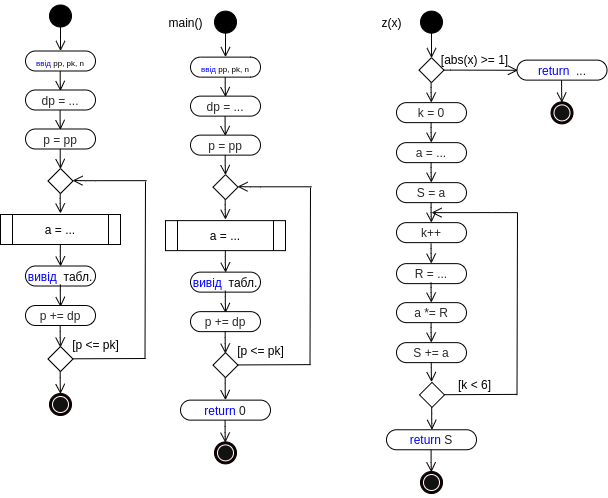 ввід pp, pk, n
dp = ...
p = pp
a = ...
вивід табл.
p += dp
[p <= pk]
main()
ввід pp, pk, n
dp = ...
p = pp
a = ...
вивід табл.
p += dp
[p <= pk]
return 0
z(x)
[abs(x) >= 1]
return ...
k = 0
a = ...
S = a
k++
R = ...
a *= R
S += a
[k < 6]
return S